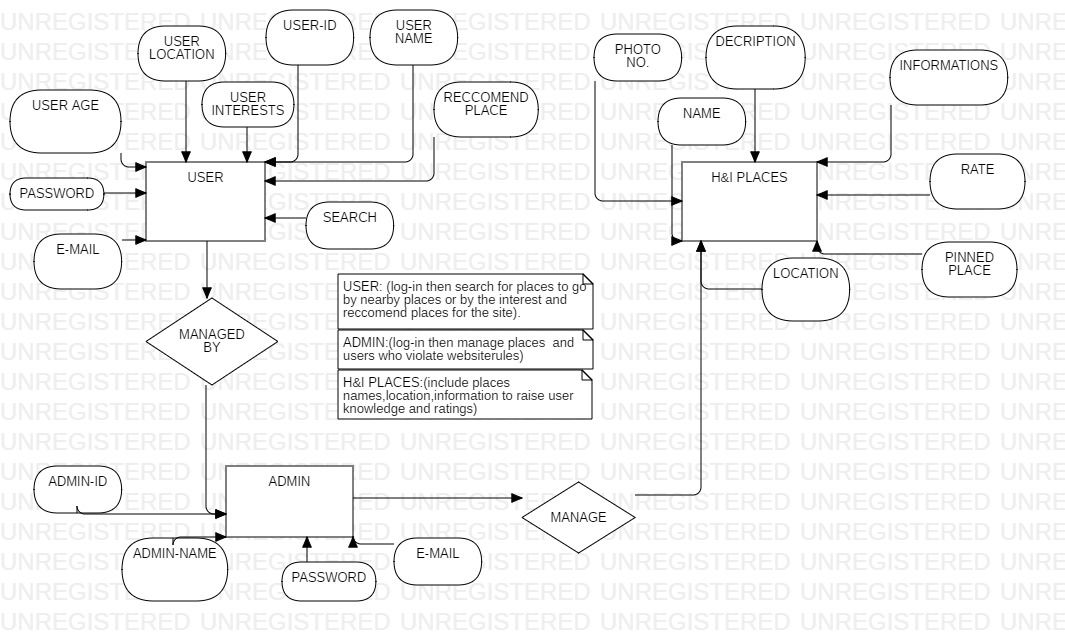 USER
LOCATION
USER-ID
USER
NAME
USER AGE
USER
INTERESTS
RECCOMEND
PLACE
PASSWORD
USER
SEARCH
E-MAIL
MANAGED
BY
PHOTO
NO.
DECRIPTION
INFORMATIONS
NAME
H&I PLACES
RATE
LOCATION
PINNED
PLACE
USER: (log-in then search for places to go
by nearby places or by the interest and
reccomend places for the site).
ADMIN:(log-in then manage places  and
users who violate websiterules)
H&I PLACES:(include places
names,location,information to raise user
knowledge and ratings)
ADMIN-ID
ADMIN
ADMIN-NAME
PASSWORD
E-MAIL
MANAGE
UNREGISTERED